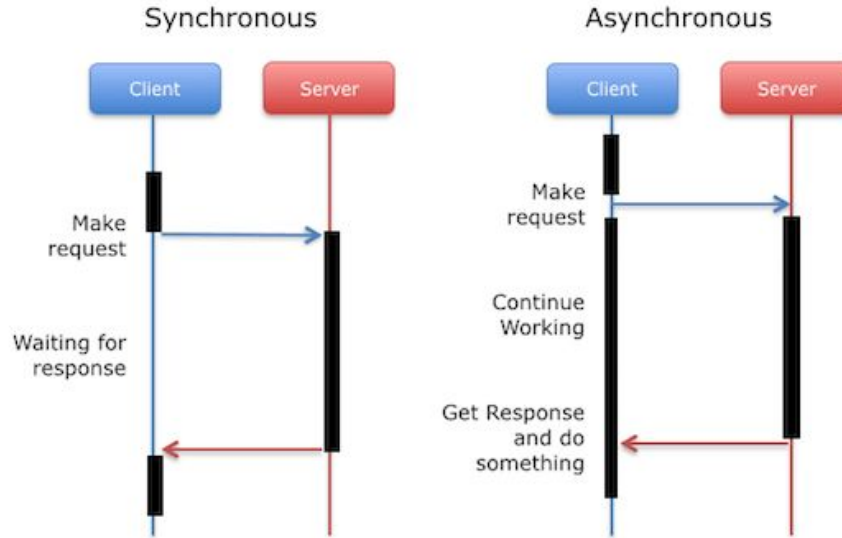 Synchronous
Client
Server
Make
request
Waiting for
response
Asynchronous
Client
Server
Make
request
Continue
Working
Get Response
and do
something